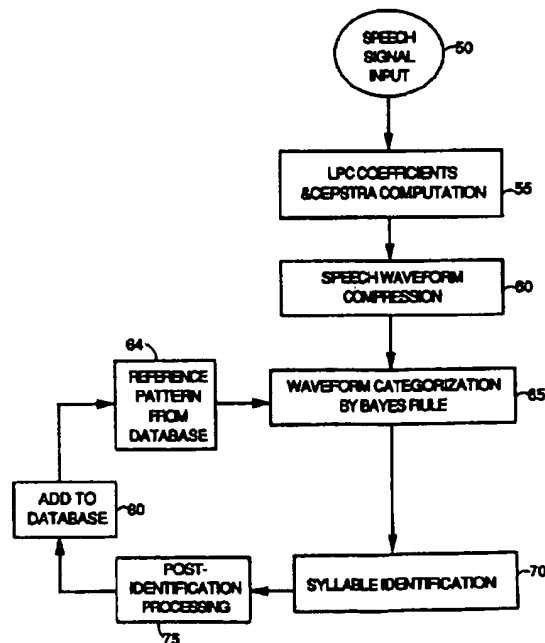 SPEECH
SIGNAL
INPUT
50
LPC COEFFICIENTS
&CEPSTRA COMPUTATION
55
SPEECH WAVEFORM
COMPRESSION
60
64
REFERENCE
PATTERN
FROM
DATABASE
WAVEFORM CATEGORIZATION
BY BAYES RULE
65
ADD TO
DATABASE
80
POST-
IDENTIFICATION
PROCESSING
75
SYLLABLE IDENTIFICATION
70